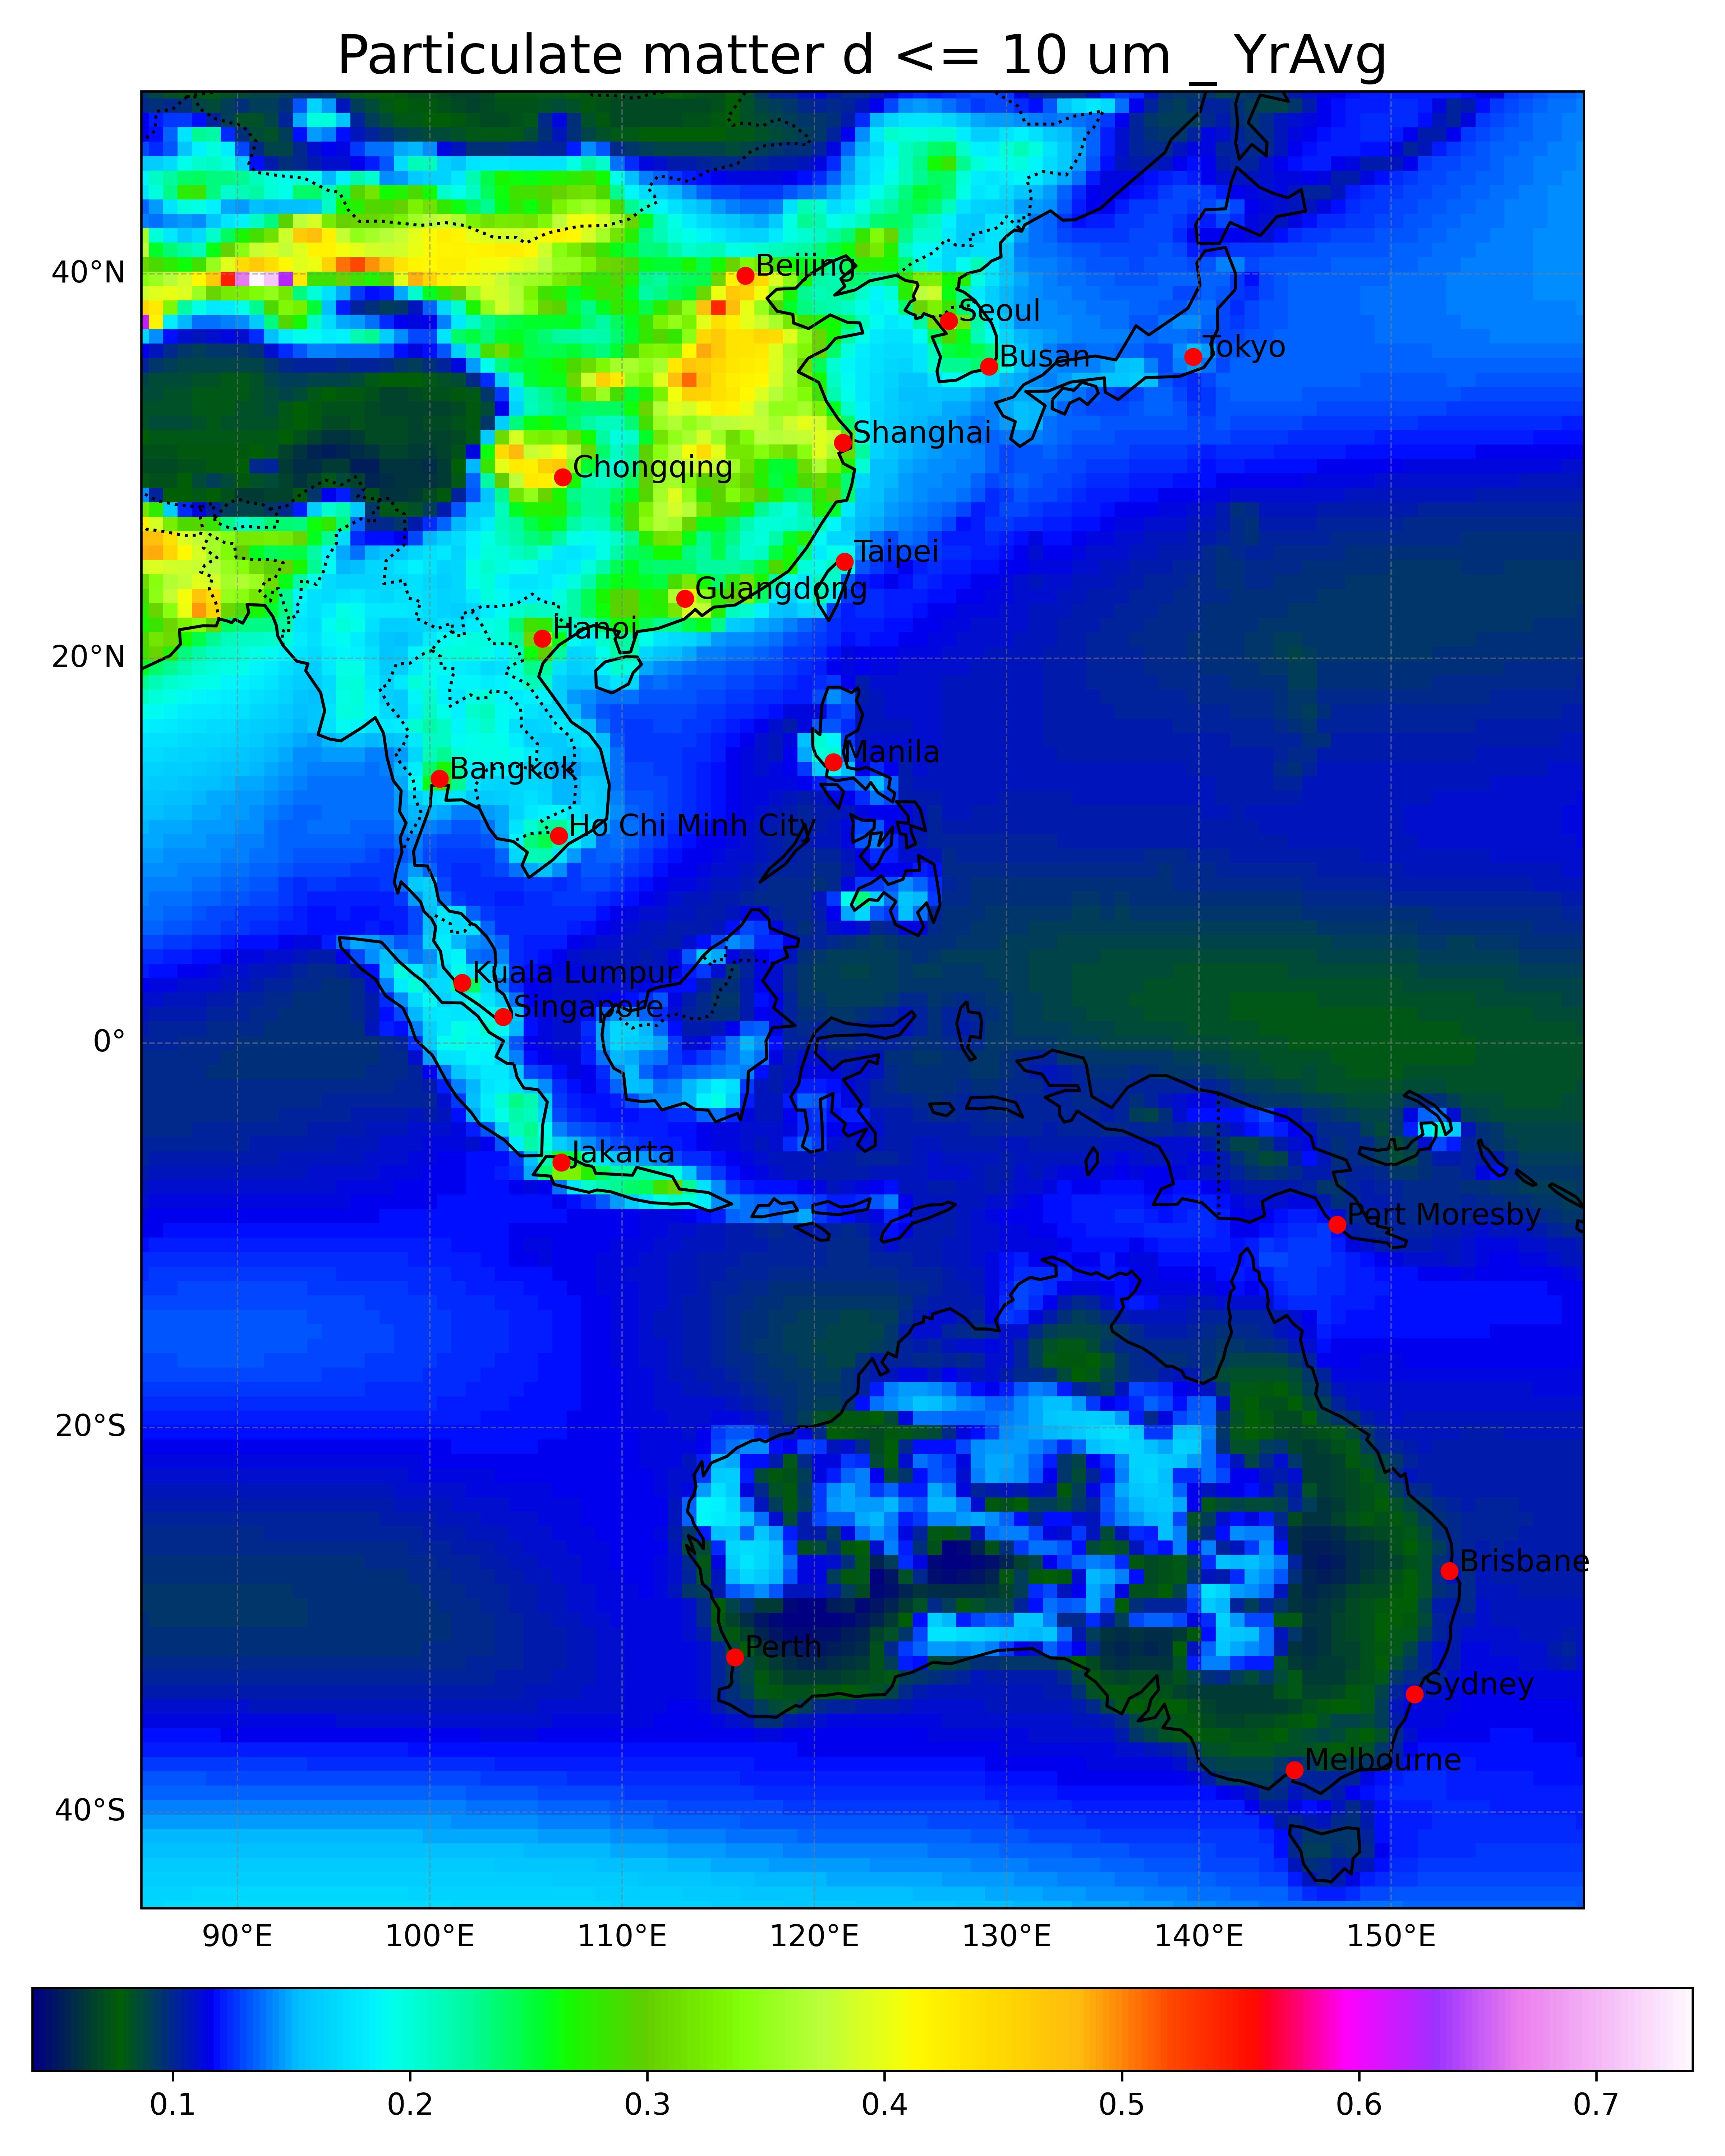 Particulate matter d <= 10 um _ YrAvg
40°N
20°N
0°
20°S
40°S
Beijing
Seoul
Tokyo
Busan
Shanghai
Chongqing
Taipei
Guangdong
Hanoi
Manila
Bangkok
Ho Chi Minh City
Kuala Lumpur
Singapore
Jakarta
Port Moresby
Brisbane
Perth
Sydney
Melbourne
90°E 100°E 110°E 120°E 130°E 140°E 150°E
0.1 0.2 0.3 0.4 0.5 0.6 0.7